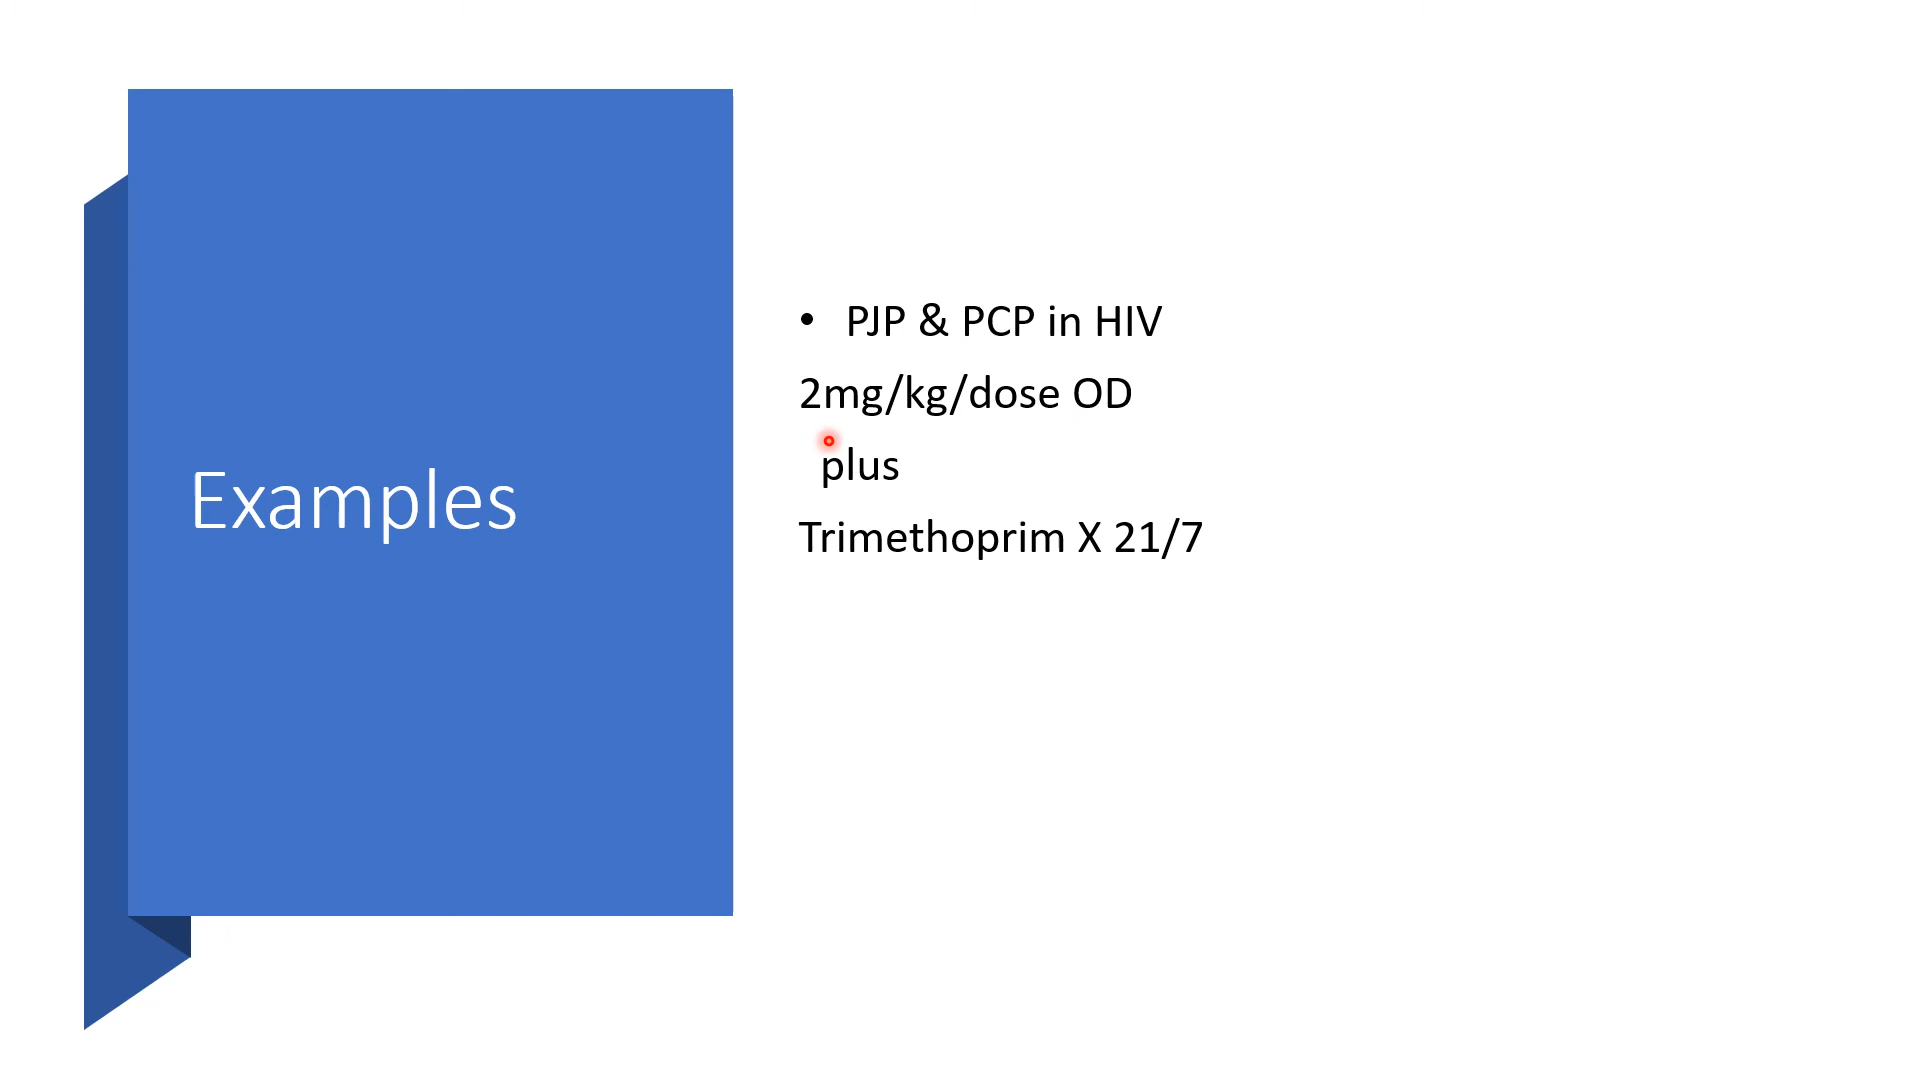 Examples
• PJP & PCP in HIV
2mg/kg/dose OD
plus
Trimethoprim X 21/7